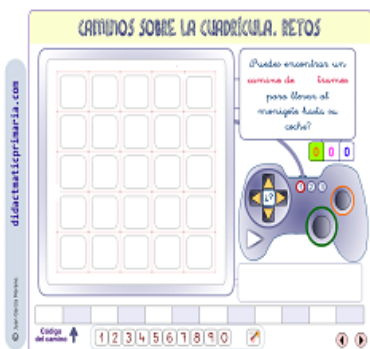 CAMINOS SOBRE LA CUADRÍCULA. RETOS
¿Puedes encontrar un
camino de tramos
para llevar al
monigote hasta su
coche?
0 0 0
1 2 3
didactmaticprimaria.com
Código
del camino
1 2 3 4 5 6 7 8 9 0